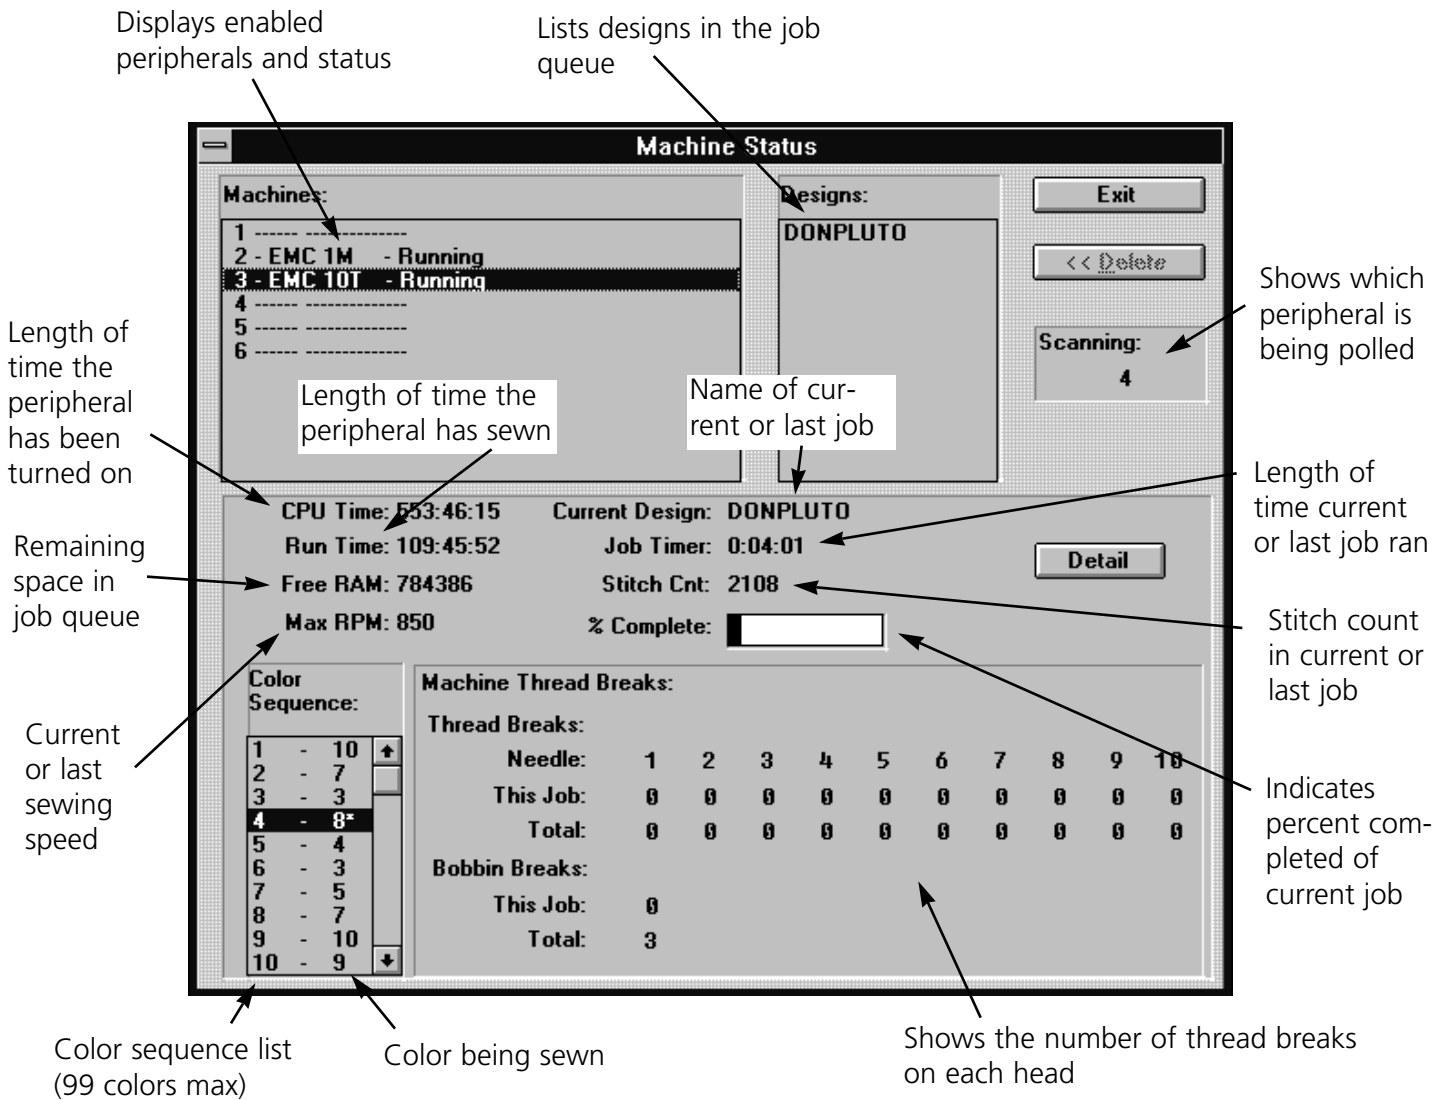 Displays enabled
peripherals and status
Lists designs in the job
queue
Machine Status
Machines:
1 ------ --------------
2 - EMC 1M - Running
3 - EMC 10T - Running
4 ------ --------------
5 ------ --------------
6 ------ --------------
Designs:
DONPLUTO
Exit
<< Delete
Scanning:
4
Shows which
peripheral is
being polled
Length of
time the
peripheral
has been
turned on
Length of time the
peripheral has sewn
Name of cur-
rent or last job
Length of
time current
or last job ran
CPU Time: 553:46:15
Run Time: 109:45:52
Free RAM: 784386
Max RPM: 850
Current Design: DONPLUTO
Job Timer: 0:04:01
Stitch Cnt: 2108
% Complete:
Detail
Remaining
space in
job queue
Stitch count
in current or
last job
Current
or last
sewing
speed
Color
Sequence:
1 - 10
2 - 7
3 - 3
4 - 8*
5 - 4
6 - 3
7 - 5
8 - 7
9 - 10
10 - 9
Machine Thread Breaks:
Thread Breaks:
Needle: 1 2 3 4 5 6 7 8 9 10
This Job: 0 0 0 0 0 0 0 0 0 0
Total: 0 0 0 0 0 0 0 0 0 0
Bobbin Breaks:
This Job: 0
Total: 3
Indicates
percent com-
pleted of
current job
Color sequence list
(99 colors max)
Color being sewn
Shows the number of thread breaks
on each head